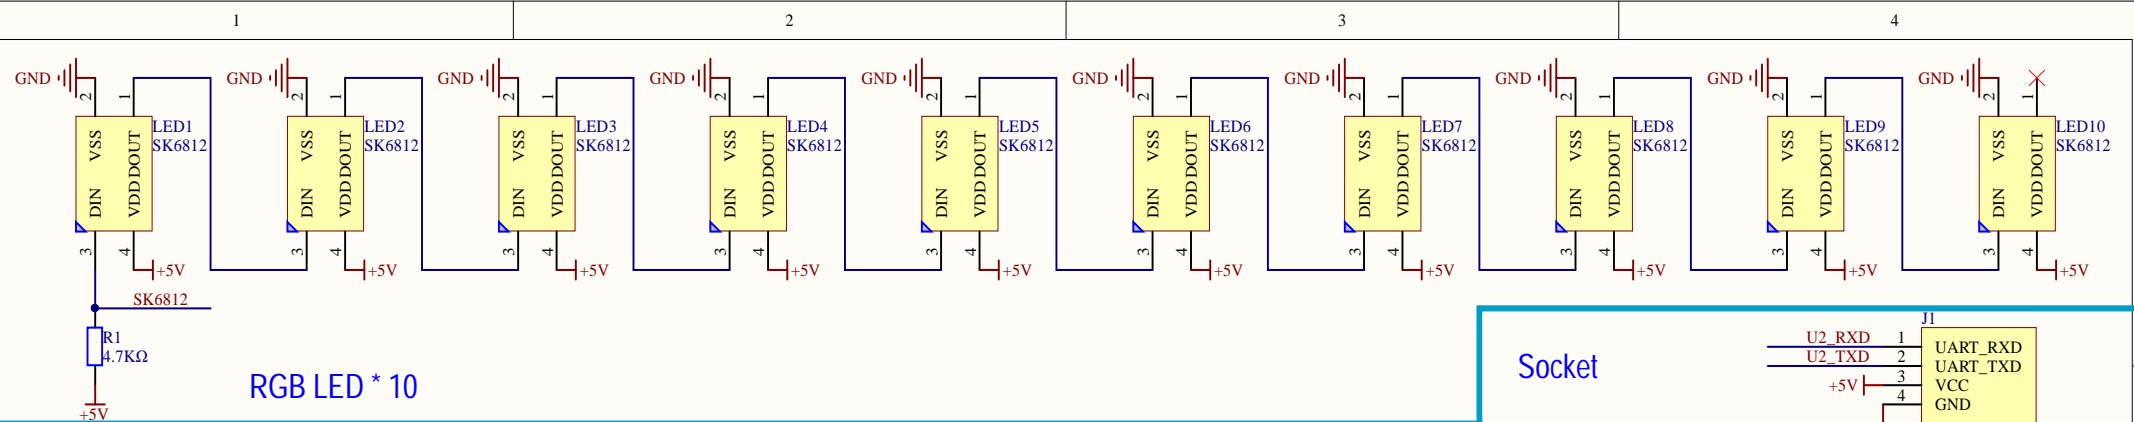 1 2 3 4
GND 2 1 GND 2 1 GND 2 1 GND 2 1 GND 2 1 GND 2 1 GND 2 1 GND 2 1 GND 2 1 GND 2 1
LED1 LED2 LED3 LED4 LED5 LED6 LED7 LED8 LED9 LED10
SK6812 SK6812 SK6812 SK6812 SK6812 SK6812 SK6812 SK6812 SK6812 SK6812
VSS DOUT VSS DOUT VSS DOUT VSS DOUT VSS DOUT VSS DOUT VSS DOUT VSS DOUT VSS DOUT VSS DOUT
DIN VDD DIN VDD DIN VDD DIN VDD DIN VDD DIN VDD DIN VDD DIN VDD DIN VDD DIN VDD
3 4 3 4 3 4 3 4 3 4 3 4 3 4 3 4 3 4 3 4
+5V +5V +5V +5V +5V +5V +5V +5V +5V +5V
SK6812
R1
4.7KΩ
+5V
RGB LED * 10
Socket
J1
U2_RXD 1 UART_RXD
U2_TXD 2 UART_TXD
+5V 3 VCC
4 GND